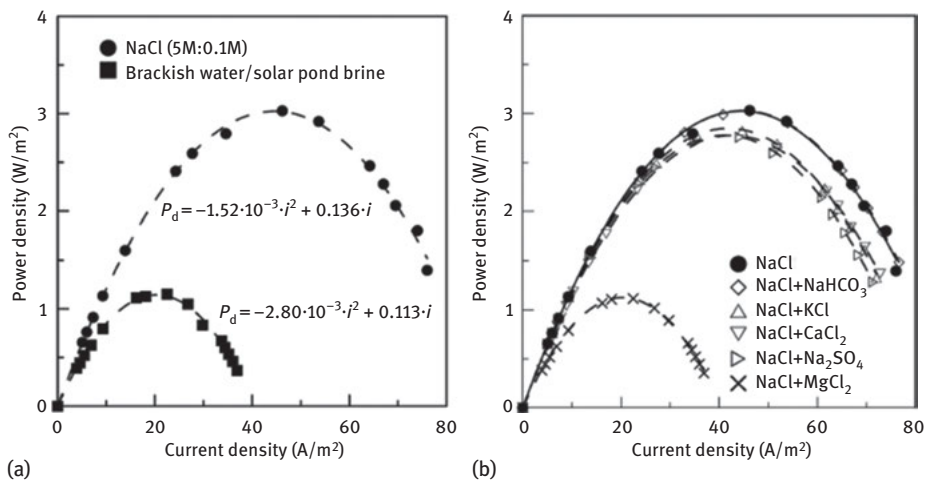 4
3
2
1
0
Power density (W/m²)
NaCl (5M:0.1M)
Brackish water/solar pond brine
P_d = −1.52·10⁻³·i² + 0.136·i
P_d = −2.80·10⁻³·i² + 0.113·i
0 20 40 60 80
Current density (A/m²)
(a)
4
3
2
1
0
Power density (W/m²)
NaCl
NaCl+NaHCO₃
NaCl+KCl
NaCl+CaCl₂
NaCl+Na₂SO₄
NaCl+MgCl₂
0 20 40 60 80
Current density (A/m²)
(b)